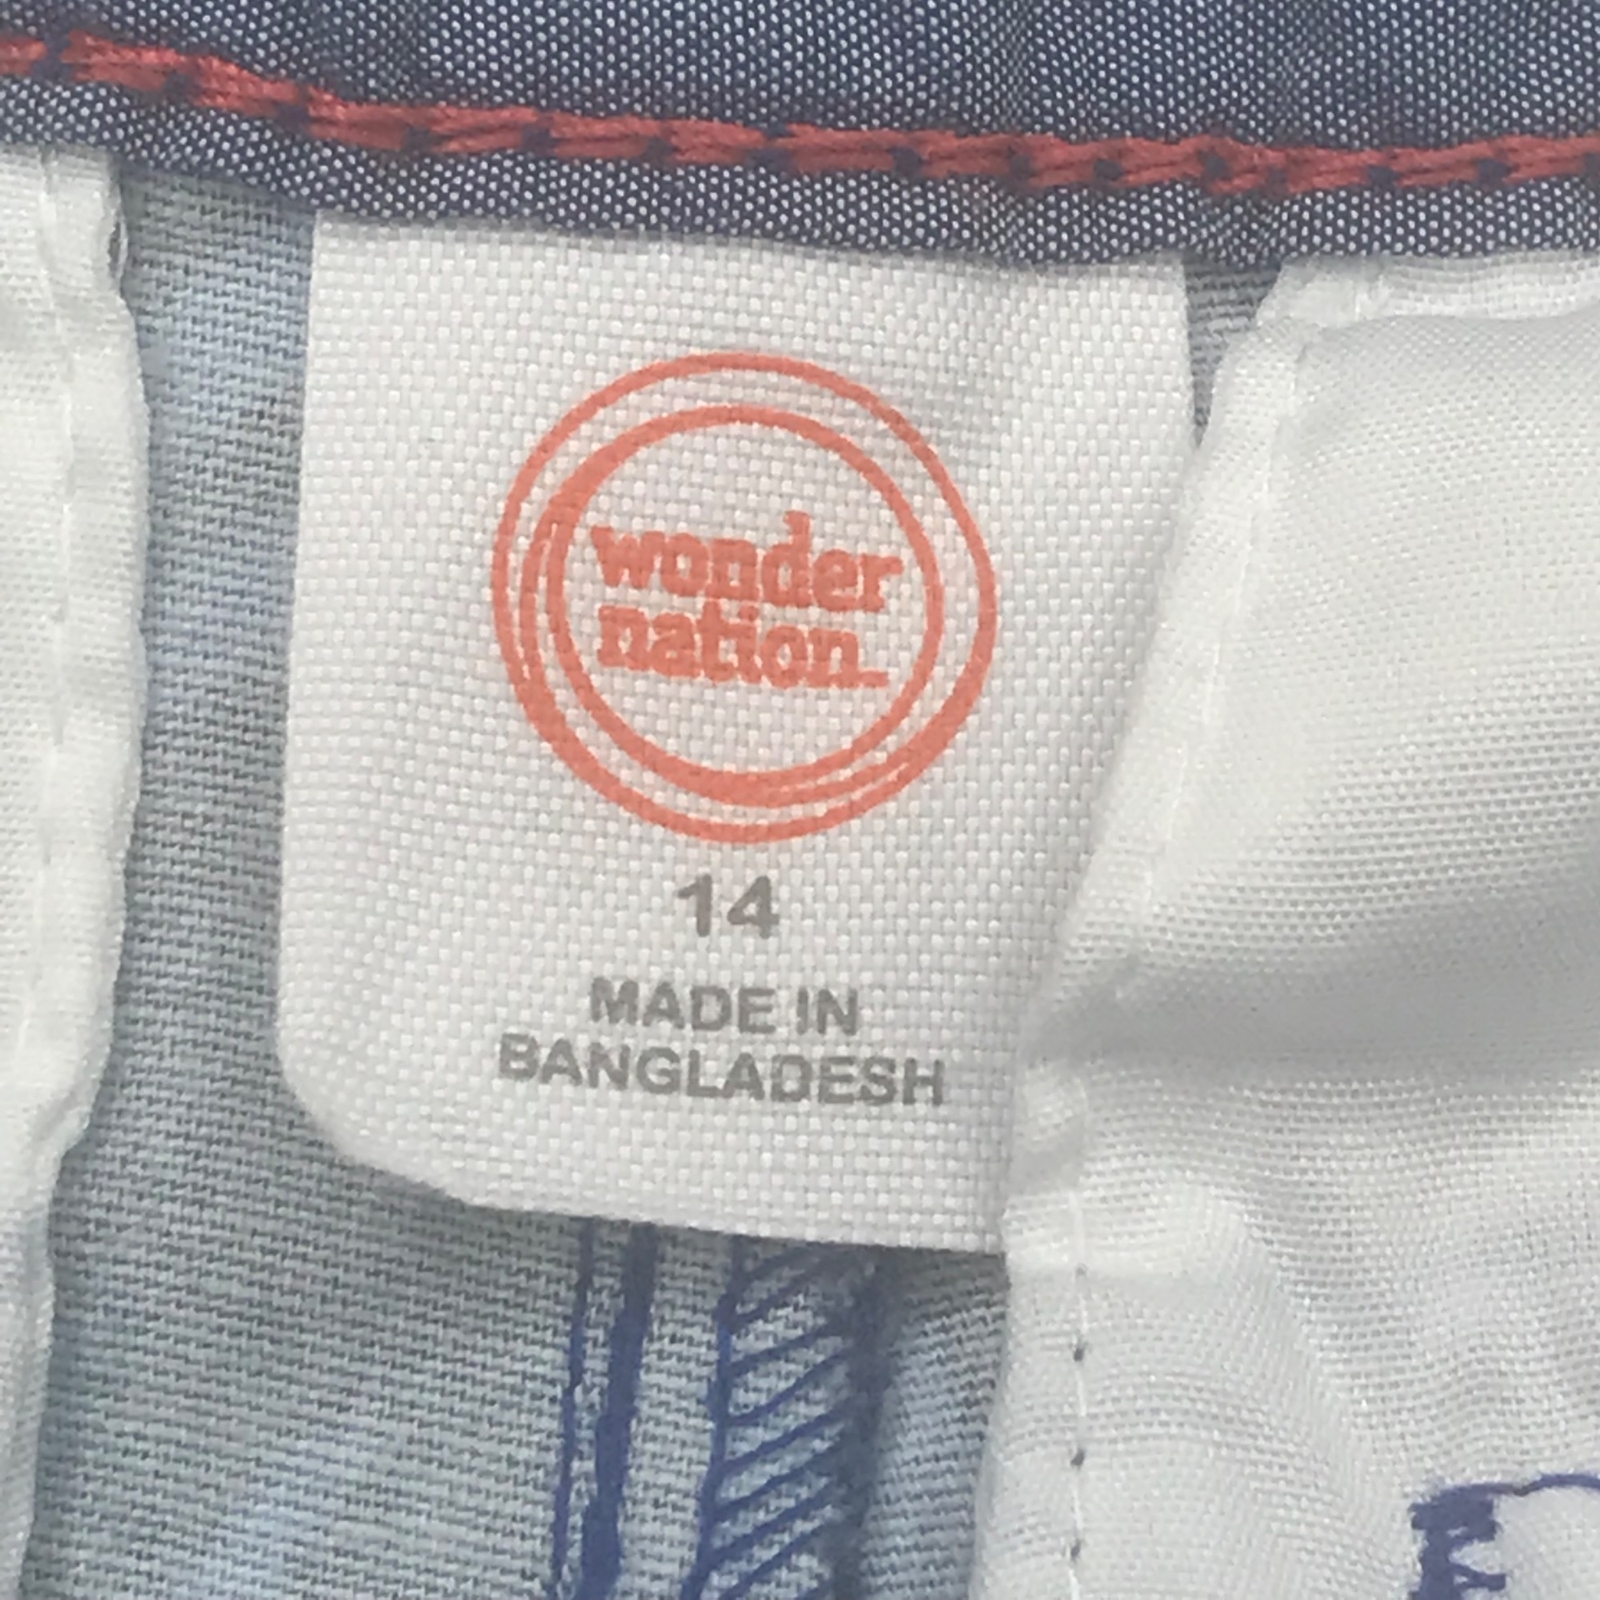 wonder
nation.
14
MADE IN
BANGLADESH